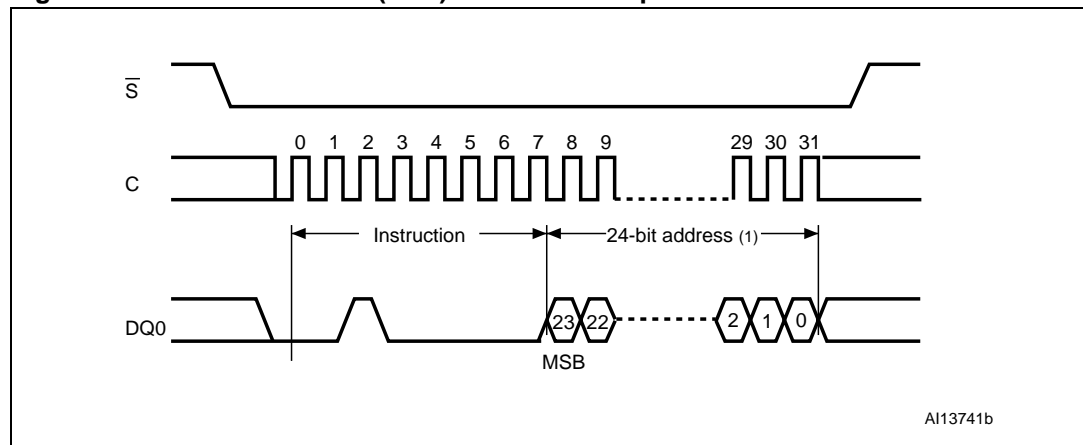 S
0 1 2 3 4 5 6 7 8 9 29 30 31
C
Instruction 24-bit address (1)
DQ0 23 22 2 1 0
MSB
AI13741b